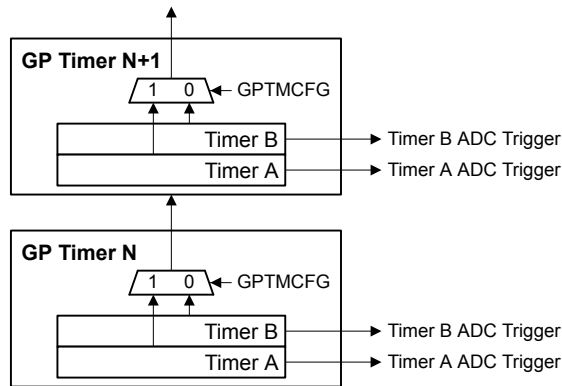 GP Timer N+1
1 0
GPTMCFG
Timer B
Timer B ADC Trigger
Timer A
Timer A ADC Trigger
GP Timer N
1 0
GPTMCFG
Timer B
Timer B ADC Trigger
Timer A
Timer A ADC Trigger